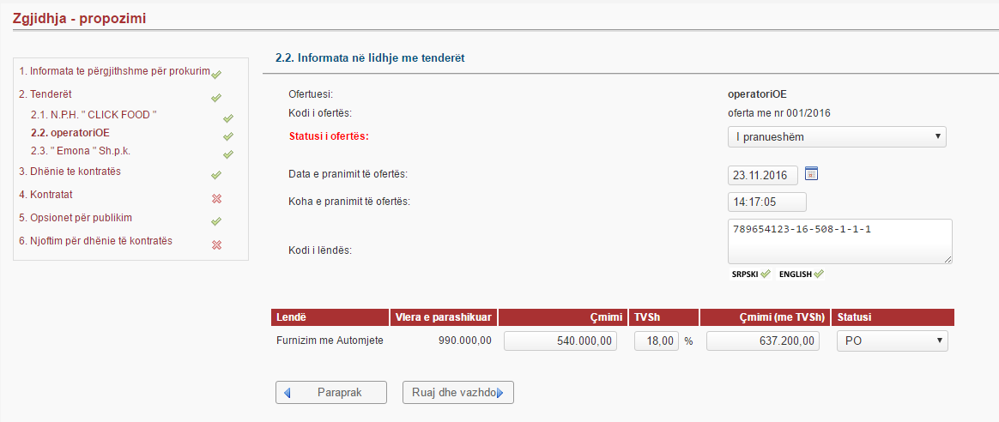 Zgjidhja - propozimi
1. Informata te përgjithshme për prokurim
2. Tenderët
2.1. N.P.H. " CLICK FOOD "
2.2. operatoriOE
2.3. " Emona " Sh.p.k.
3. Dhënie te kontratës
4. Kontratat
5. Opsionet për publikim
6. Njoftim për dhënie të kontratës
2.2. Informata në lidhje me tenderët
Ofertuesi: operatoriOE
Kodi i ofertës: oferta me nr 001/2016
Statusi i ofertës: I pranueshëm
Data e pranimit të ofertës: 23.11.2016
Koha e pranimit të ofertës: 14:17:05
Kodi i lëndës: 789654123-16-508-1-1-1
SRPSKI ENGLISH
Lendë Vlera e parashikuar Çmimi TVSh Çmimi (me TVSh) Statusi
Furnizim me Automjete 990.000,00 540.000,00 18,00 % 637.200,00 PO
Paraprak Ruaj dhe vazhdo